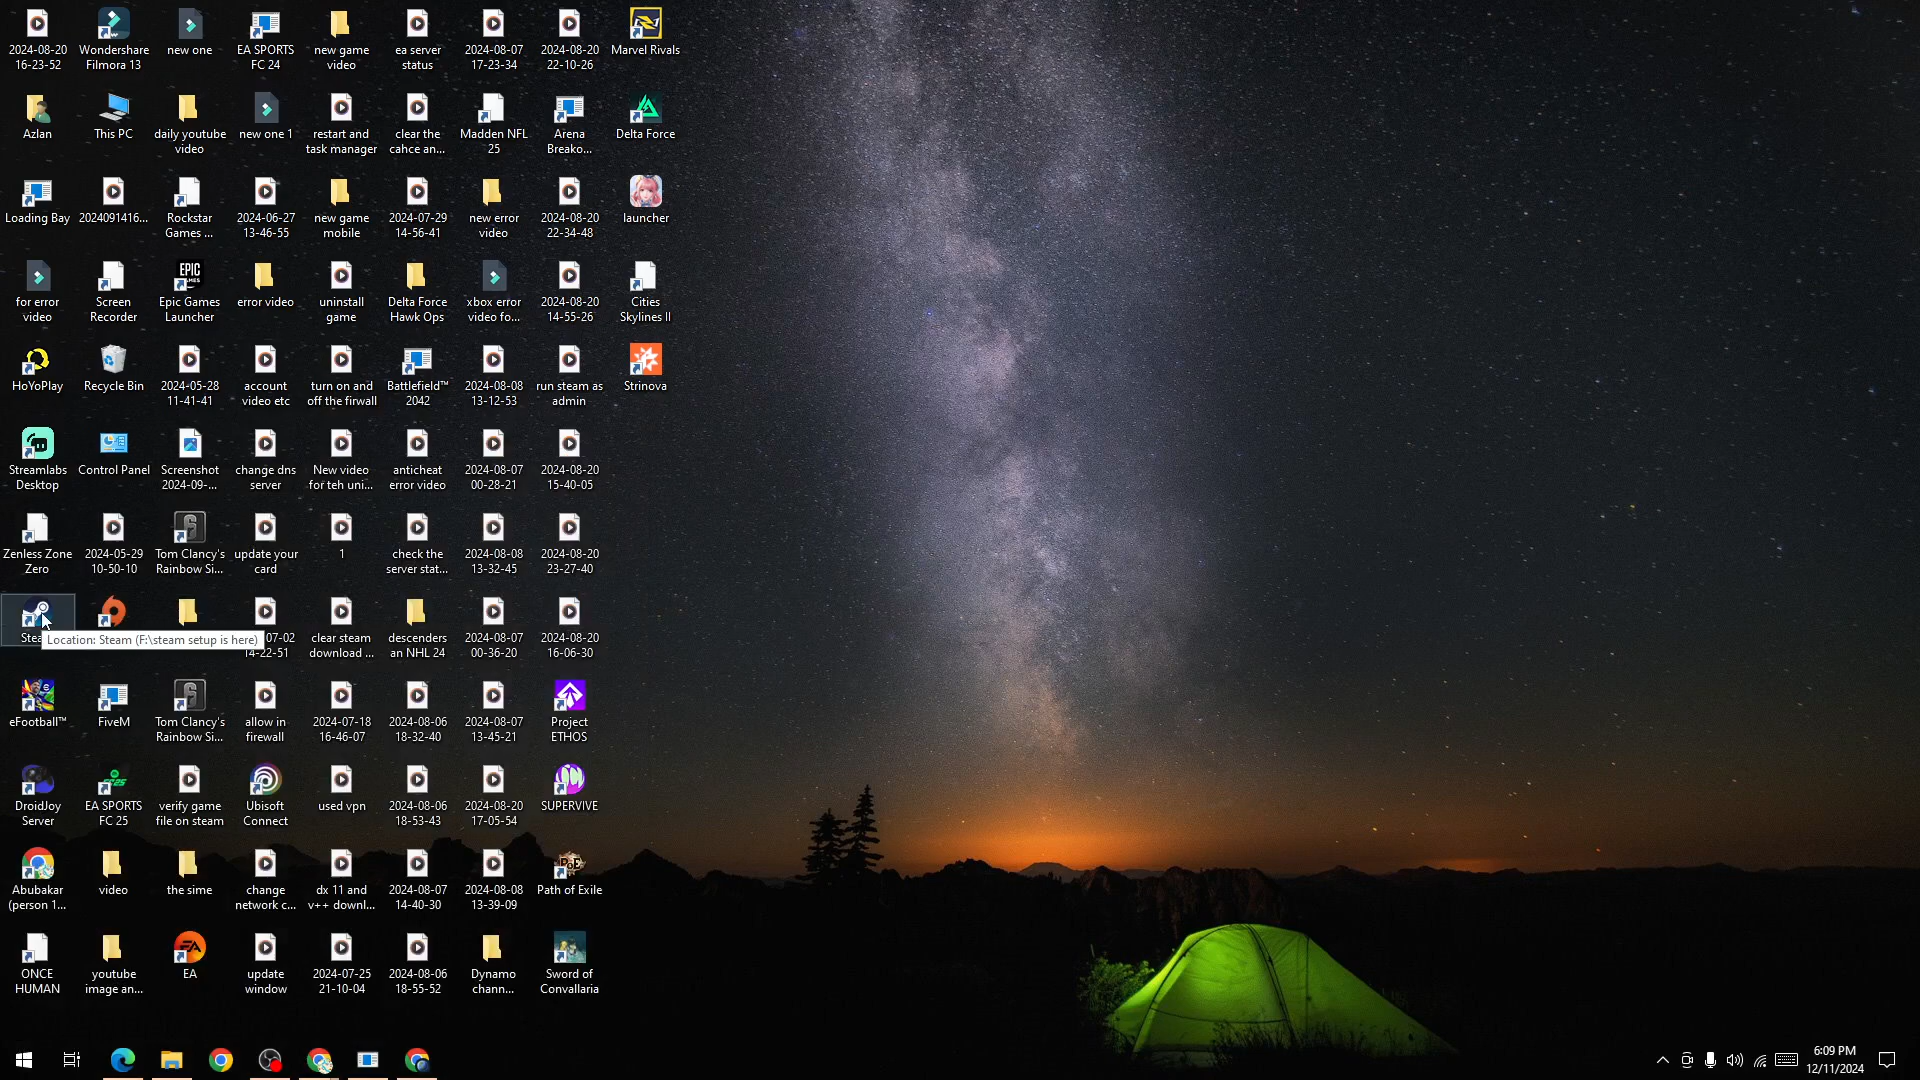 2024-08-20
16-23-52
Wondershare
Filmora 13
new one
EA SPORTS
FC 24
new game
video
ea server
status
2024-08-07
17-23-34
2024-08-20
22-10-26
Marvel Rivals
Azlan
This PC
daily youtube
video
new one 1
restart and
task manager
clear the
cahce an...
Madden NFL
25
Arena
Breako...
Delta Force
Loading Bay
2024091416...
Rockstar
Games ...
2024-06-27
13-46-55
new game
mobile
2024-07-29
14-56-41
new error
video
2024-08-20
22-34-48
launcher
for error
video
Screen
Recorder
EPIC
GAMES
Epic Games
Launcher
error video
uninstall
game
Delta Force
Hawk Ops
xbox error
video fo...
2024-08-20
14-55-26
Cities
Skylines II
HoYoPlay
Recycle Bin
2024-05-28
11-41-41
account
video etc
turn on and
off the firwall
Battlefield™
2042
2024-08-08
13-12-53
run steam as
admin
Strinova
Streamlabs
Desktop
Control Panel
Screenshot
2024-09-...
change dns
server
New video
for teh uni...
anticheat
error video
2024-08-07
00-28-21
2024-08-20
15-40-05
Zenless Zone
Zero
2024-05-29
10-50-10
Tom Clancy's
Rainbow Si...
update your
card
1
check the
server stat...
2024-08-08
13-32-45
2024-08-20
23-27-40
Stea
Location: Steam (F:\steam setup is here)
07-02
14-22-51
clear steam
download ...
descenders
an NHL 24
2024-08-07
00-36-20
2024-08-20
16-06-30
eFootball™
FiveM
Tom Clancy's
Rainbow Si...
allow in
firewall
2024-07-18
16-46-07
2024-08-06
18-32-40
2024-08-07
13-45-21
Project
ETHOS
DroidJoy
Server
FC25
EA SPORTS
FC 25
verify game
file on steam
Ubisoft
Connect
used vpn
2024-08-06
18-53-43
2024-08-20
17-05-54
SUPERVIVE
Abubakar
(person 1...
video
the sime
change
network c...
dx 11 and
v++ downl...
2024-08-07
14-40-30
2024-08-08
13-39-09
PoE
Path of Exile
ONCE
HUMAN
youtube
image an...
EA
EA
update
window
2024-07-25
21-10-04
2024-08-06
18-55-52
Dynamo
chann...
Sword of
Convallaria
6:09 PM
12/11/2024